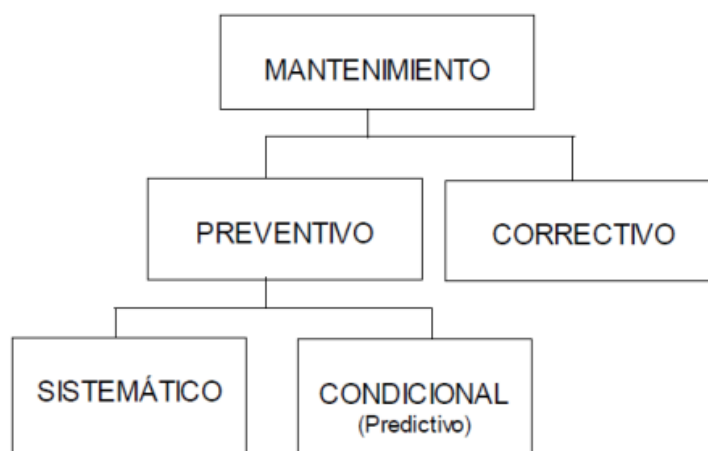 MANTENIMIENTO
PREVENTIVO
CORRECTIVO
SISTEMÁTICO
CONDICIONAL
(Predictivo)